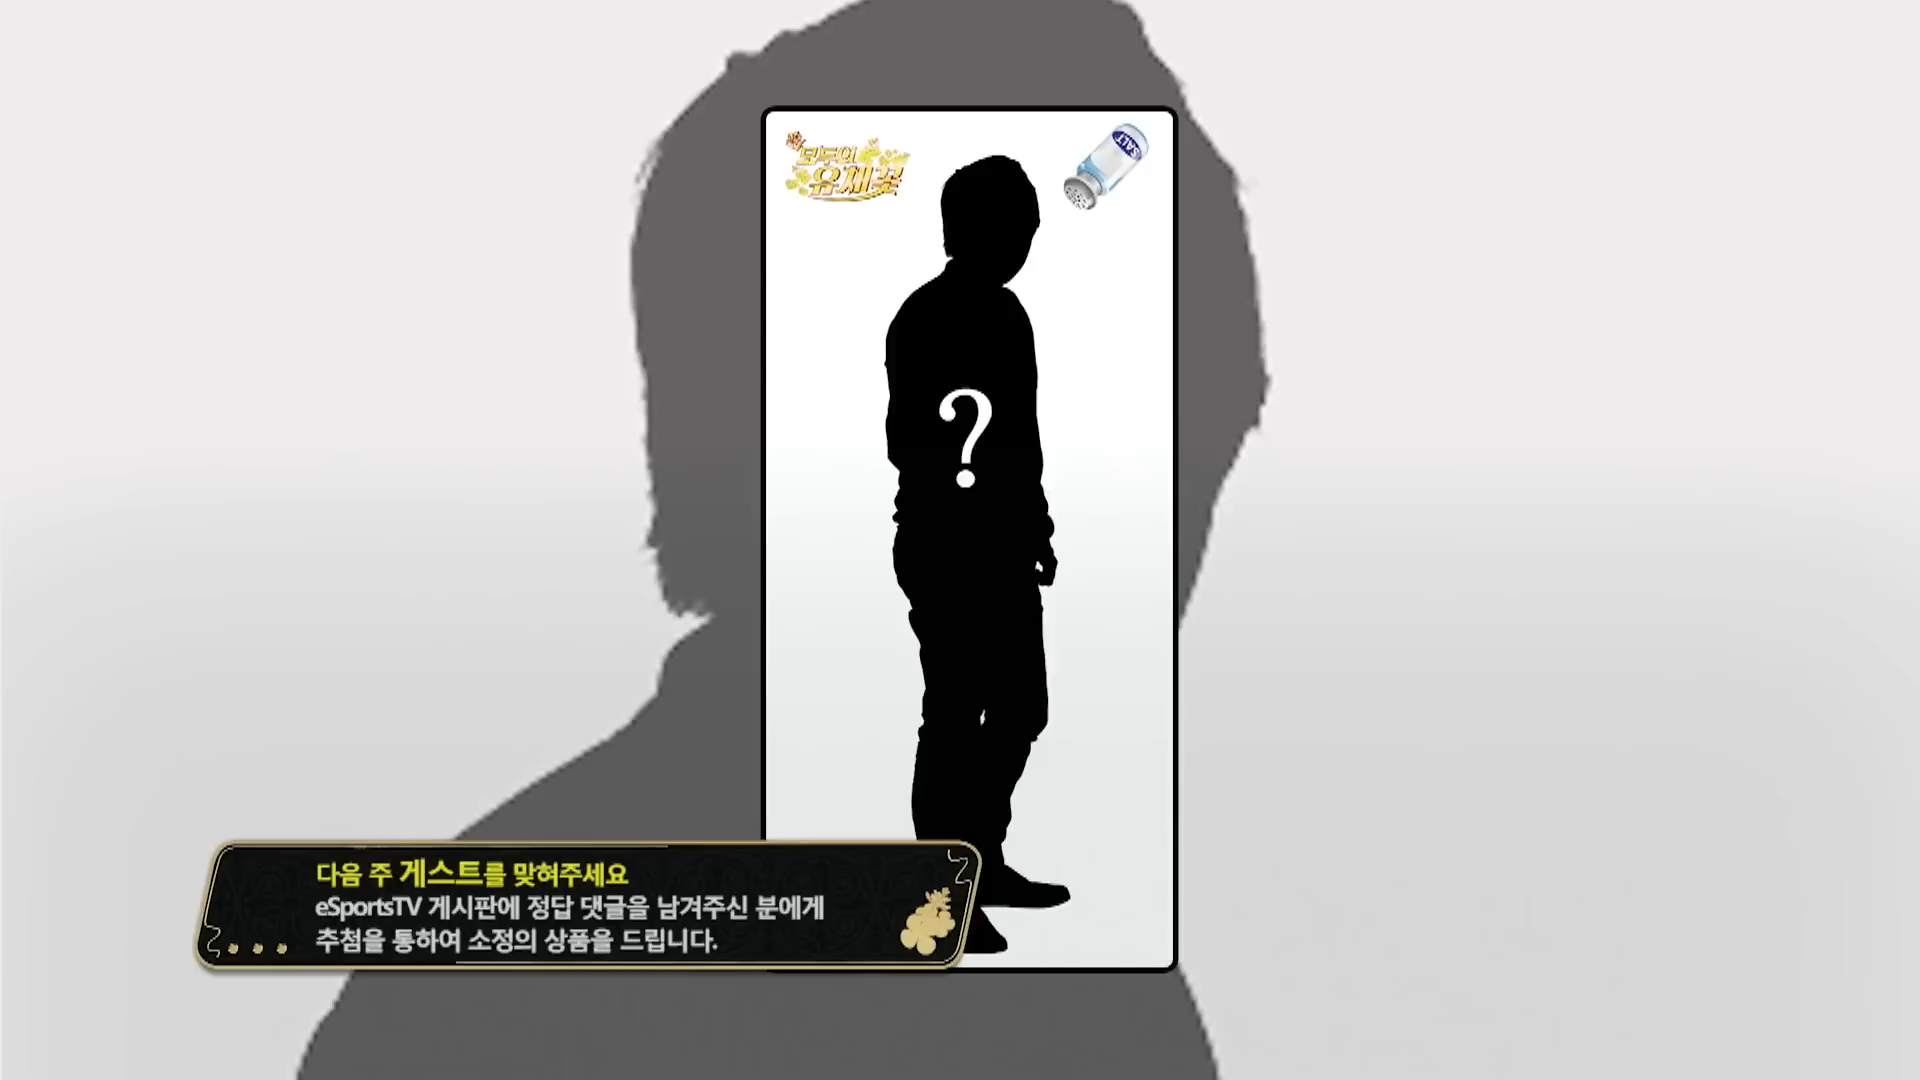 모두의
유채꽃
SALT
?
다음 주 게스트를 맞혀주세요
eSportsTV 게시판에 정답 댓글을 남겨주신 분에게
추첨을 통하여 소정의 상품을 드립니다.